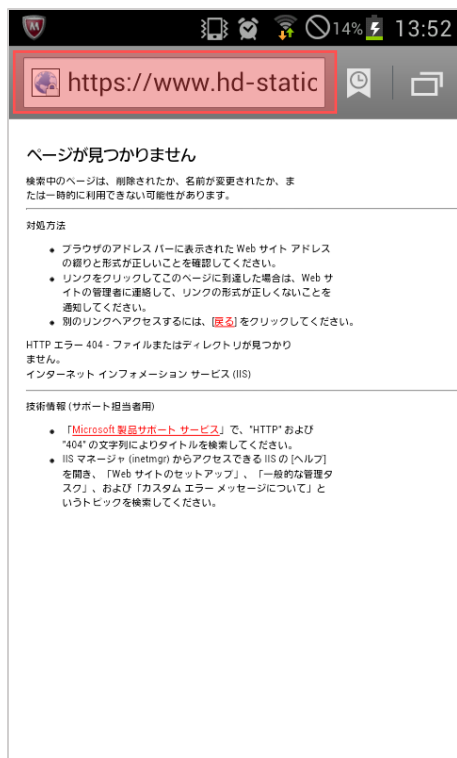 14% 13:52
https://www.hd-static
ページが見つかりません
検索中のページは、削除されたか、名前が変更されたか、ま
たは一時的に利用できない可能性があります。
対処方法
• ブラウザのアドレス バーに表示された Web サイト アドレス
の綴りと形式が正しいことを確認してください。
• リンクをクリックしてこのページに到達した場合は、Web サ
イトの管理者に連絡して、リンクの形式が正しくないことを
通知してください。
• 別のリンクへアクセスするには、[戻る] をクリックしてください。
HTTP エラー 404 - ファイルまたはディレクトリが見つかり
ません。
インターネット インフォメーション サービス (IIS)
技術情報 (サポート担当者用)
• 「Microsoft 製品サポート サービス」で、"HTTP" および
"404" の文字列によりタイトルを検索してください。
• IIS マネージャ (inetmgr) からアクセスできる IIS の [ヘルプ]
を開き、「Web サイトのセットアップ」、「一般的な管理タ
スク」、および「カスタム エラー メッセージについて」と
いうトピックを検索してください。